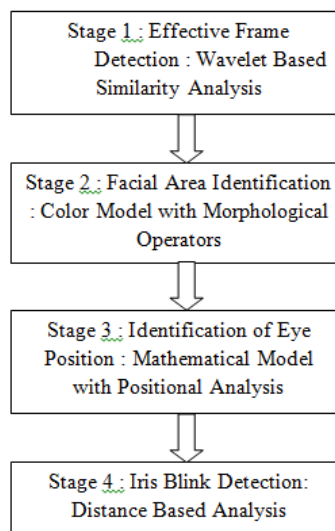 Stage 1 : Effective Frame
Detection : Wavelet Based
Similarity Analysis
Stage 2 : Facial Area Identification
: Color Model with Morphological
Operators
Stage 3 : Identification of Eye
Position : Mathematical Model
with Positional Analysis
Stage 4 : Iris Blink Detection:
Distance Based Analysis